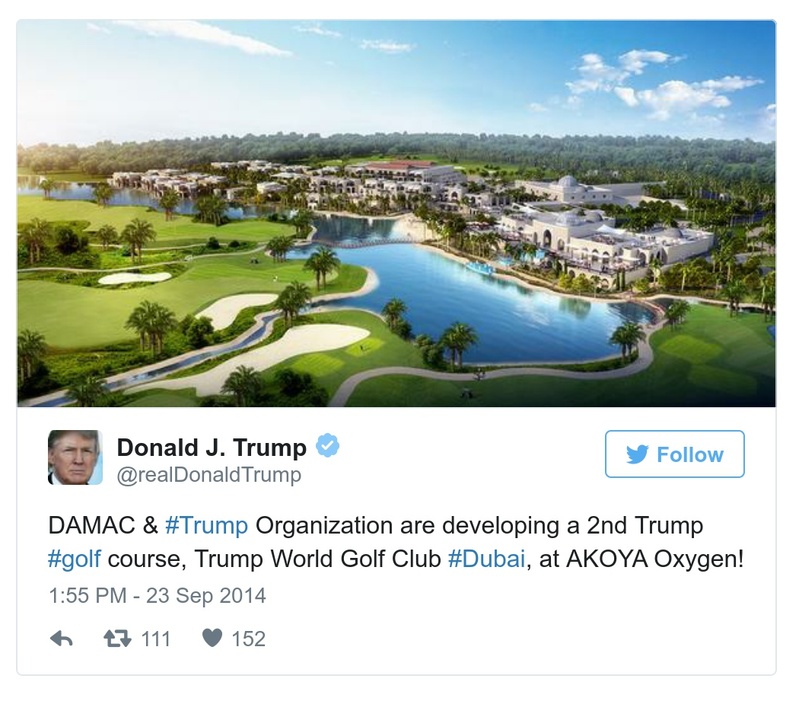 Donald J. Trump
@realDonaldTrump
Follow
DAMAC & #Trump Organization are developing a 2nd Trump
#golf course, Trump World Golf Club #Dubai, at AKOYA Oxygen!
1:55 PM - 23 Sep 2014
111 152